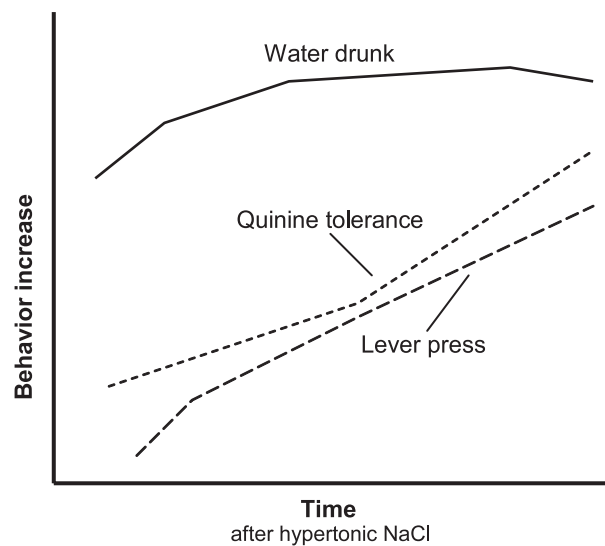 Water drunk
Quinine tolerance
Lever press
Behavior increase
Time
after hypertonic NaCl